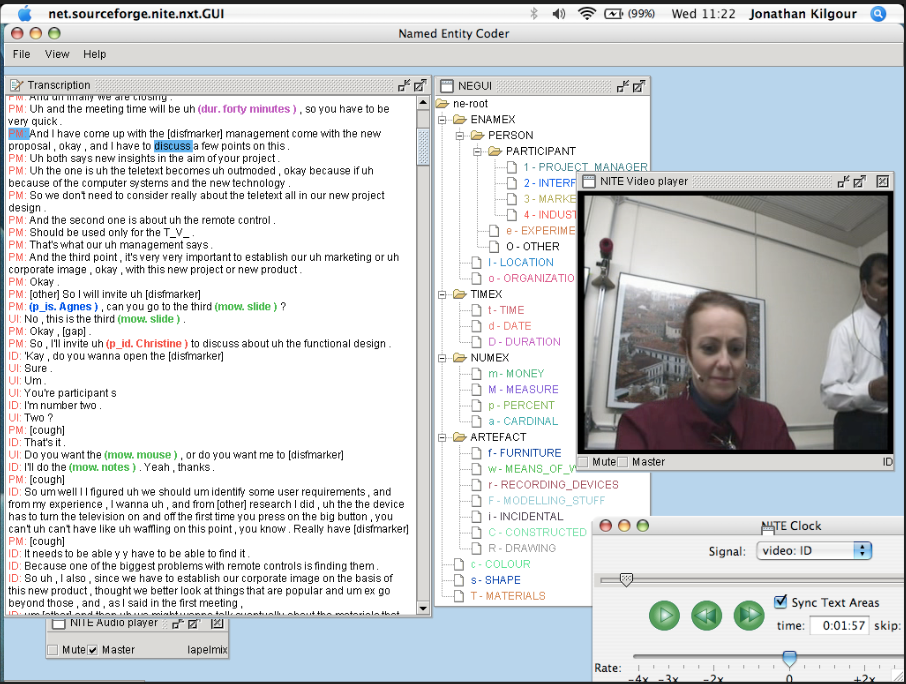 net.sourceforge.nite.nxt.GUI (99%) Wed 11:22 Jonathan Kilgour
Named Entity Coder
File View Help
Transcription
PM: And uh finally we are closing .
PM: Uh and the meeting time will be uh (dur. forty minutes ) , so you have to be
very quick .
PM: And I have come up with the [disfmarker] management come with the new
proposal , okay , and I have to discuss a few points on this .
PM: Uh both says new insights in the aim of your project .
PM: Uh the one is uh the teletext becomes uh outmoded , okay because if uh
because of the computer systems and the new technology .
PM: So we don't need to consider really about the teletext all in our new project
design .
PM: And the second one is about uh the remote control .
PM: Should be used only for the T_V_ .
PM: That's what our uh management says .
PM: And the third point , it's very very important to establish our uh marketing or uh
corporate image , okay , with this new project or new product .
PM: Okay .
PM: [other] So I will invite uh [disfmarker]
PM: (p_is. Agnes ) , can you go to the third (mow. slide ) ?
UI: No , this is the third (mow. slide ) .
PM: Okay , [gap] .
PM: So , I'll invite uh (p_id. Christine ) to discuss about uh the functional design .
ID: 'Kay , do you wanna open the [disfmarker]
UI: Sure .
UI: Um .
UI: You're participant s
ID: I'm number two .
UI: Two ?
PM: [cough]
ID: That's it .
UI: Do you want the (mow. mouse ) , or do you want me to [disfmarker]
ID: I'll do the (mow. notes ) . Yeah , thanks .
PM: [cough]
ID: So um well I I figured uh we should um identify some user requirements , and
from my experience , I wanna uh , and from [other] research I did , uh the the device
has to turn the television on and off the first time you press on the big button , you
can't uh can't have like uh waffling on this point , you know . Really have [disfmarker]
PM: [cough]
ID: It needs to be able y y have to be able to find it .
ID: Because one of the biggest problems with remote controls is finding them .
ID: So uh , I also , since we have to establish our corporate image on the basis of
this new product , thought we better look at things that are popular and um ex go
beyond those , and , as I said in the first meeting ,
ID: um [other] and then uh we might wanna talk eventually about the materials that
NEGUI
ne-root
ENAMEX
PERSON
PARTICIPANT
1 - PROJECT_MANAGER
2 - INTERF
3 - MARKE
4 - INDUST
e - EXPERIME
O - OTHER
l - LOCATION
o - ORGANIZATIO
TIMEX
t - TIME
d - DATE
D - DURATION
NUMEX
m - MONEY
M - MEASURE
p - PERCENT
a - CARDINAL
ARTEFACT
f - FURNITURE
w - MEANS_OF_W
r - RECORDING_DEVICES
F - MODELLING_STUFF
i - INCIDENTAL
C - CONSTRUCTED
R - DRAWING
c - COLOUR
s - SHAPE
T - MATERIALS
NITE Video player
Mute Master ID
NITE Clock
Signal: video: ID
Sync Text Areas
time: 0:01:57 skip:
Rate:
-4x -3x -2x 0 +2x
NITE Audio player
Mute Master lapelmix